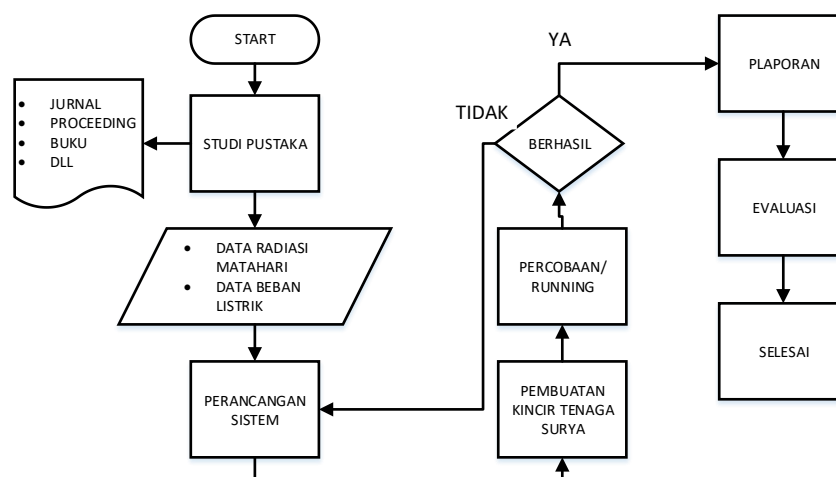 START
STUDI PUSTAKA
• JURNAL
• PROCEEDING
• BUKU
• DLL
• DATA RADIASI
MATAHARI
• DATA BEBAN
LISTRIK
PERANCANGAN
SISTEM
PEMBUATAN
KINCIR TENAGA
SURYA
PERCOBAAN/
RUNNING
BERHASIL
TIDAK
YA
PLAPORAN
EVALUASI
SELESAI